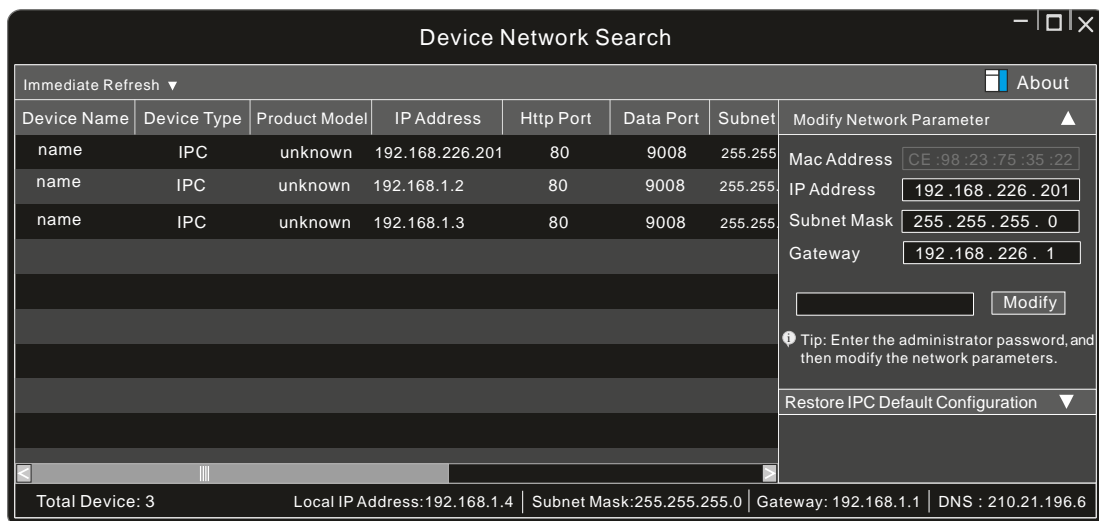 Device Network Search
Immediate Refresh ▼
About
Device Name Device Type Product Model IP Address Http Port Data Port Subnet
name IPC unknown 192.168.226.201 80 9008 255.255
name IPC unknown 192.168.1.2 80 9008 255.255.
name IPC unknown 192.168.1.3 80 9008 255.255.
Modify Network Parameter ▲
Mac Address CE:98:23:75:35:22
IP Address 192.168.226.201
Subnet Mask 255.255.255.0
Gateway 192.168.226.1
Modify
Tip: Enter the administrator password, and
then modify the network parameters.
Restore IPC Default Configuration ▼
Total Device: 3 Local IP Address:192.168.1.4 Subnet Mask:255.255.255.0 Gateway: 192.168.1.1 DNS : 210.21.196.6